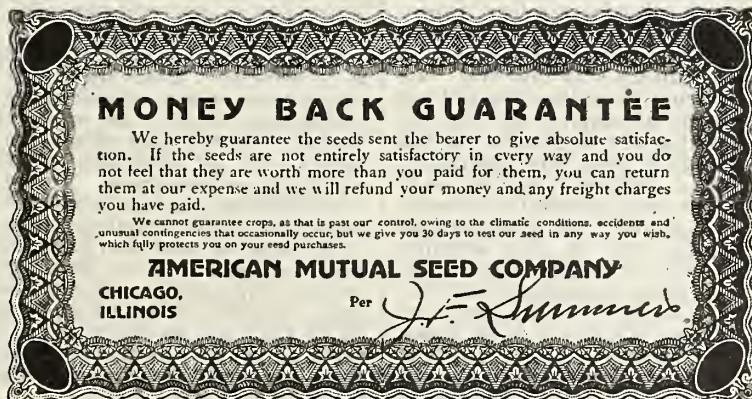 MONEY BACK GUARANTEE
We hereby guarantee the seeds sent the bearer to give absolute satisfac-
tion. If the seeds are not entirely satisfactory in every way and you do
not feel that they are worth more than you paid for them, you can return
them at our expense and we will refund your money and any freight charges
you have paid.
We cannot guarantee crops, as that is past our control, owing to the climatic conditions, accidents and
unusual contingencies that occasionally occur, but we give you 30 days to test our seed in any way you wish,
which fully protects you on your seed purchases.
AMERICAN MUTUAL SEED COMPANY
CHICAGO,
ILLINOIS
Per J.F. Summers